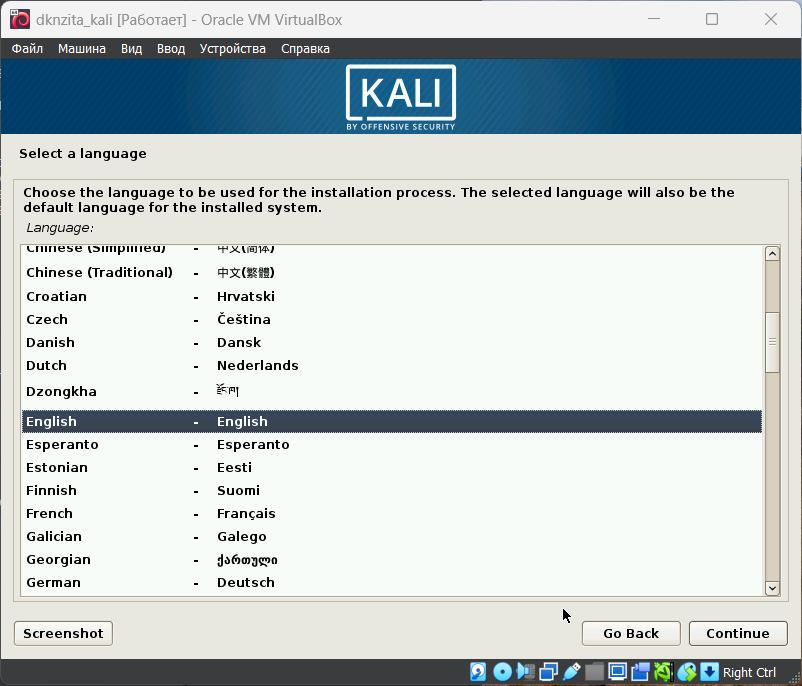 dknzita_kali [Работает] - Oracle VM VirtualBox
Файл Машина Вид Ввод Устройства Справка
KALI
BY OFFENSIVE SECURITY
Select a language
Choose the language to be used for the installation process. The selected language will also be the
default language for the installed system.
Language:
Chinese (Simplified) - 中文(简体)
Chinese (Traditional) - 中文(繁體)
Croatian - Hrvatski
Czech - Čeština
Danish - Dansk
Dutch - Nederlands
Dzongkha - རྫོང་ཁ།
English - English
Esperanto - Esperanto
Estonian - Eesti
Finnish - Suomi
French - Français
Galician - Galego
Georgian - ქართული
German - Deutsch
Screenshot Go Back Continue
Right Ctrl